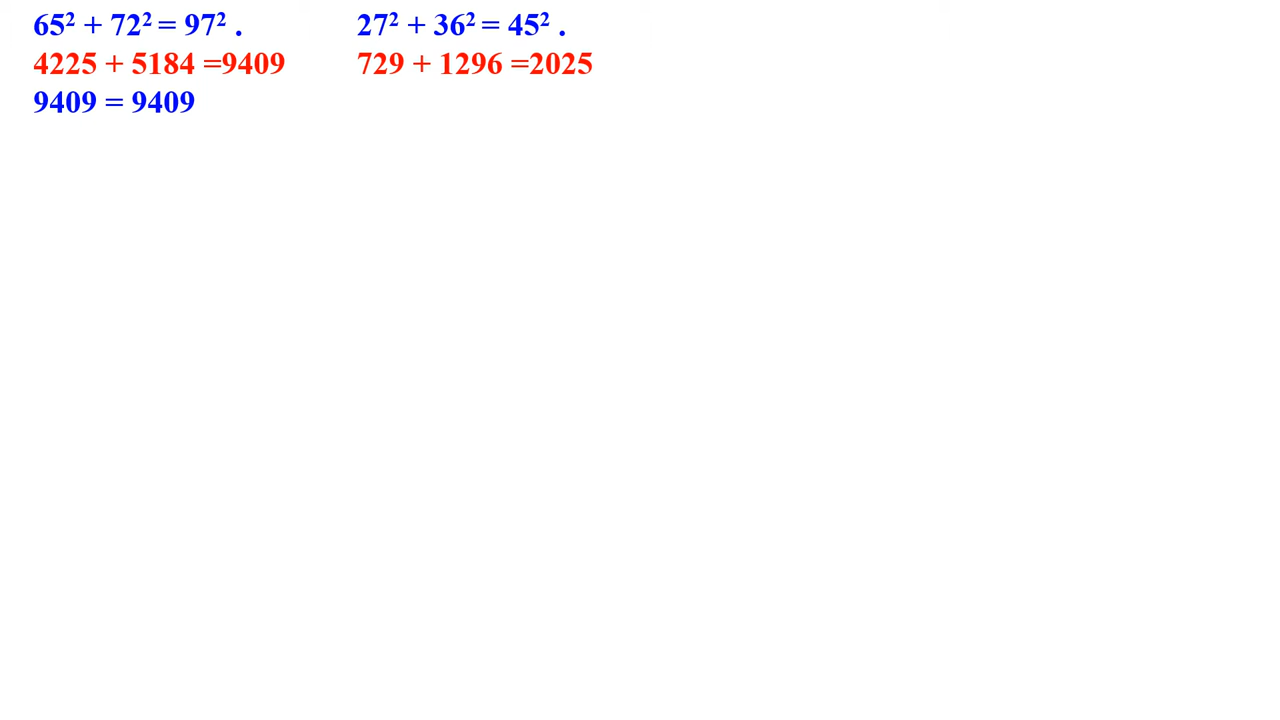 65² + 72² = 97² .
4225 + 5184 =9409
9409 = 9409
27² + 36² = 45² .
729 + 1296 =2025